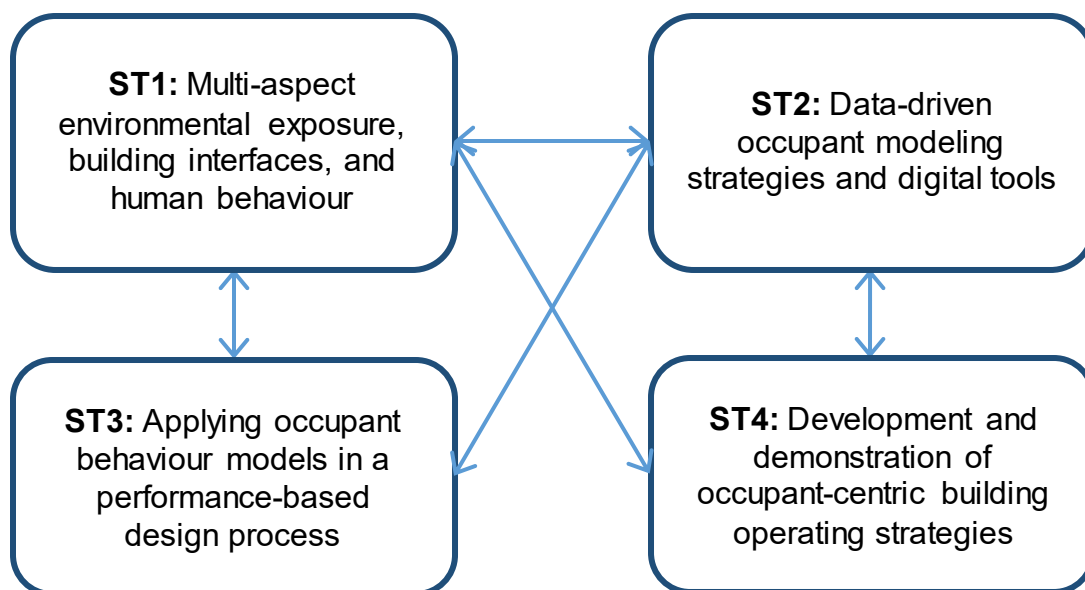 ST1: Multi-aspect
environmental exposure,
building interfaces, and
human behaviour
ST2: Data-driven
occupant modeling
strategies and digital tools
ST3: Applying occupant
behaviour models in a
performance-based
design process
ST4: Development and
demonstration of
occupant-centric building
operating strategies